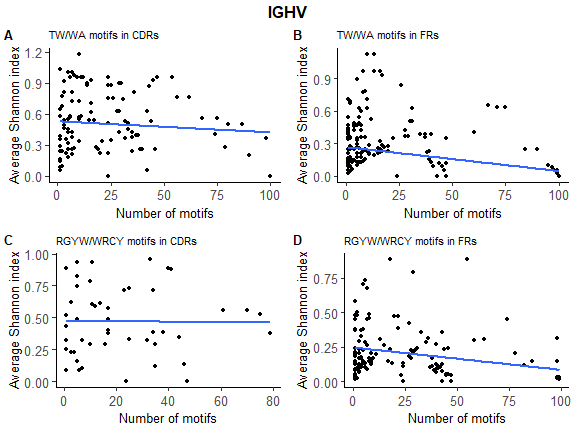 IGHV
A TW/WA motifs in CDRs
Average Shannon index
1.2
0.9
0.6
0.3
0.0
0 25 50 75 100
Number of motifs
B TW/WA motifs in FRs
Average Shannon index
0.9
0.6
0.3
0.0
0 25 50 75 100
Number of motifs
C RGYW/WRCY motifs in CDRs
Average Shannon index
1.00
0.75
0.50
0.25
0.00
0 20 40 60 80
Number of motifs
D RGYW/WRCY motifs in FRs
Average Shannon index
0.75
0.50
0.25
0.00
0 25 50 75 100
Number of motifs